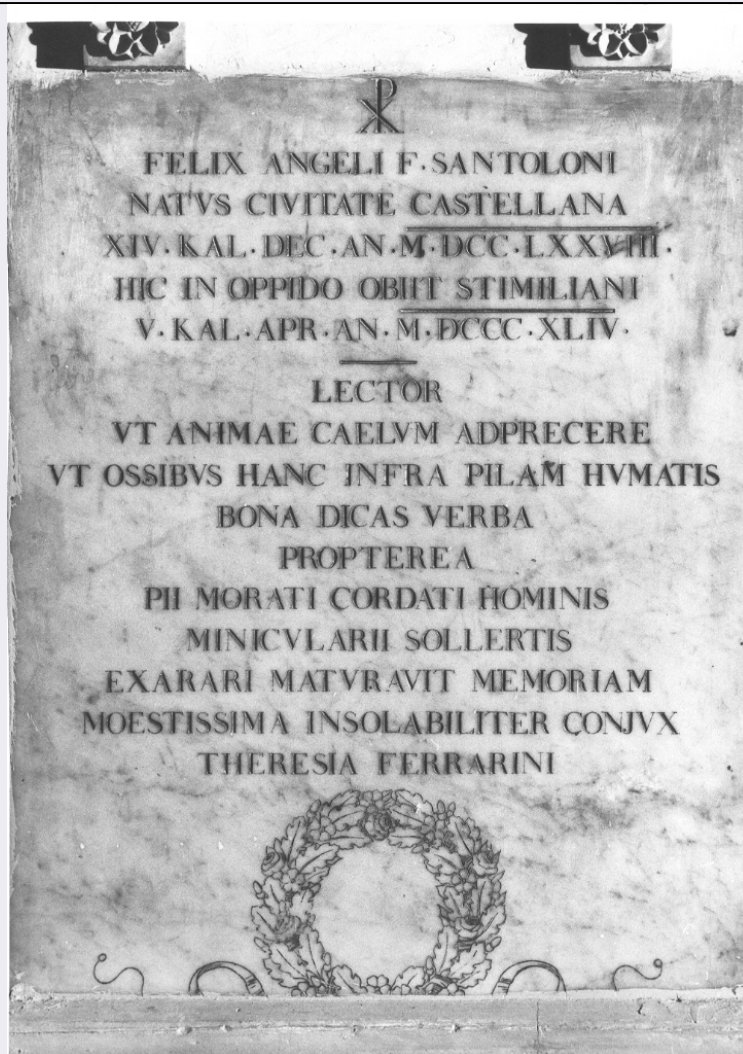 FELIX ANGELI F·SANTOLONI
NATVS CIVITATE CASTELLANA
XIV·KAL·DEC·AN·M·DCC·LXXVIII·
HIC IN OPPIDO OBIIT STIMILIANI
V·KAL·APR·AN·M·DCCC·XLIV·
LECTOR
VT ANIMAE CAELVM ADPRECERE
VT OSSIBVS HANC INFRA PILAM HVMATIS
BONA DICAS VERBA
PROPTEREA
PII MORATI CORDATI HOMINIS
MINICVLARII SOLLERTIS
EXARARI MATVRAVIT MEMORIAM
MOESTISSIMA INSOLABILITER CONJVX
THERESIA FERRARINI